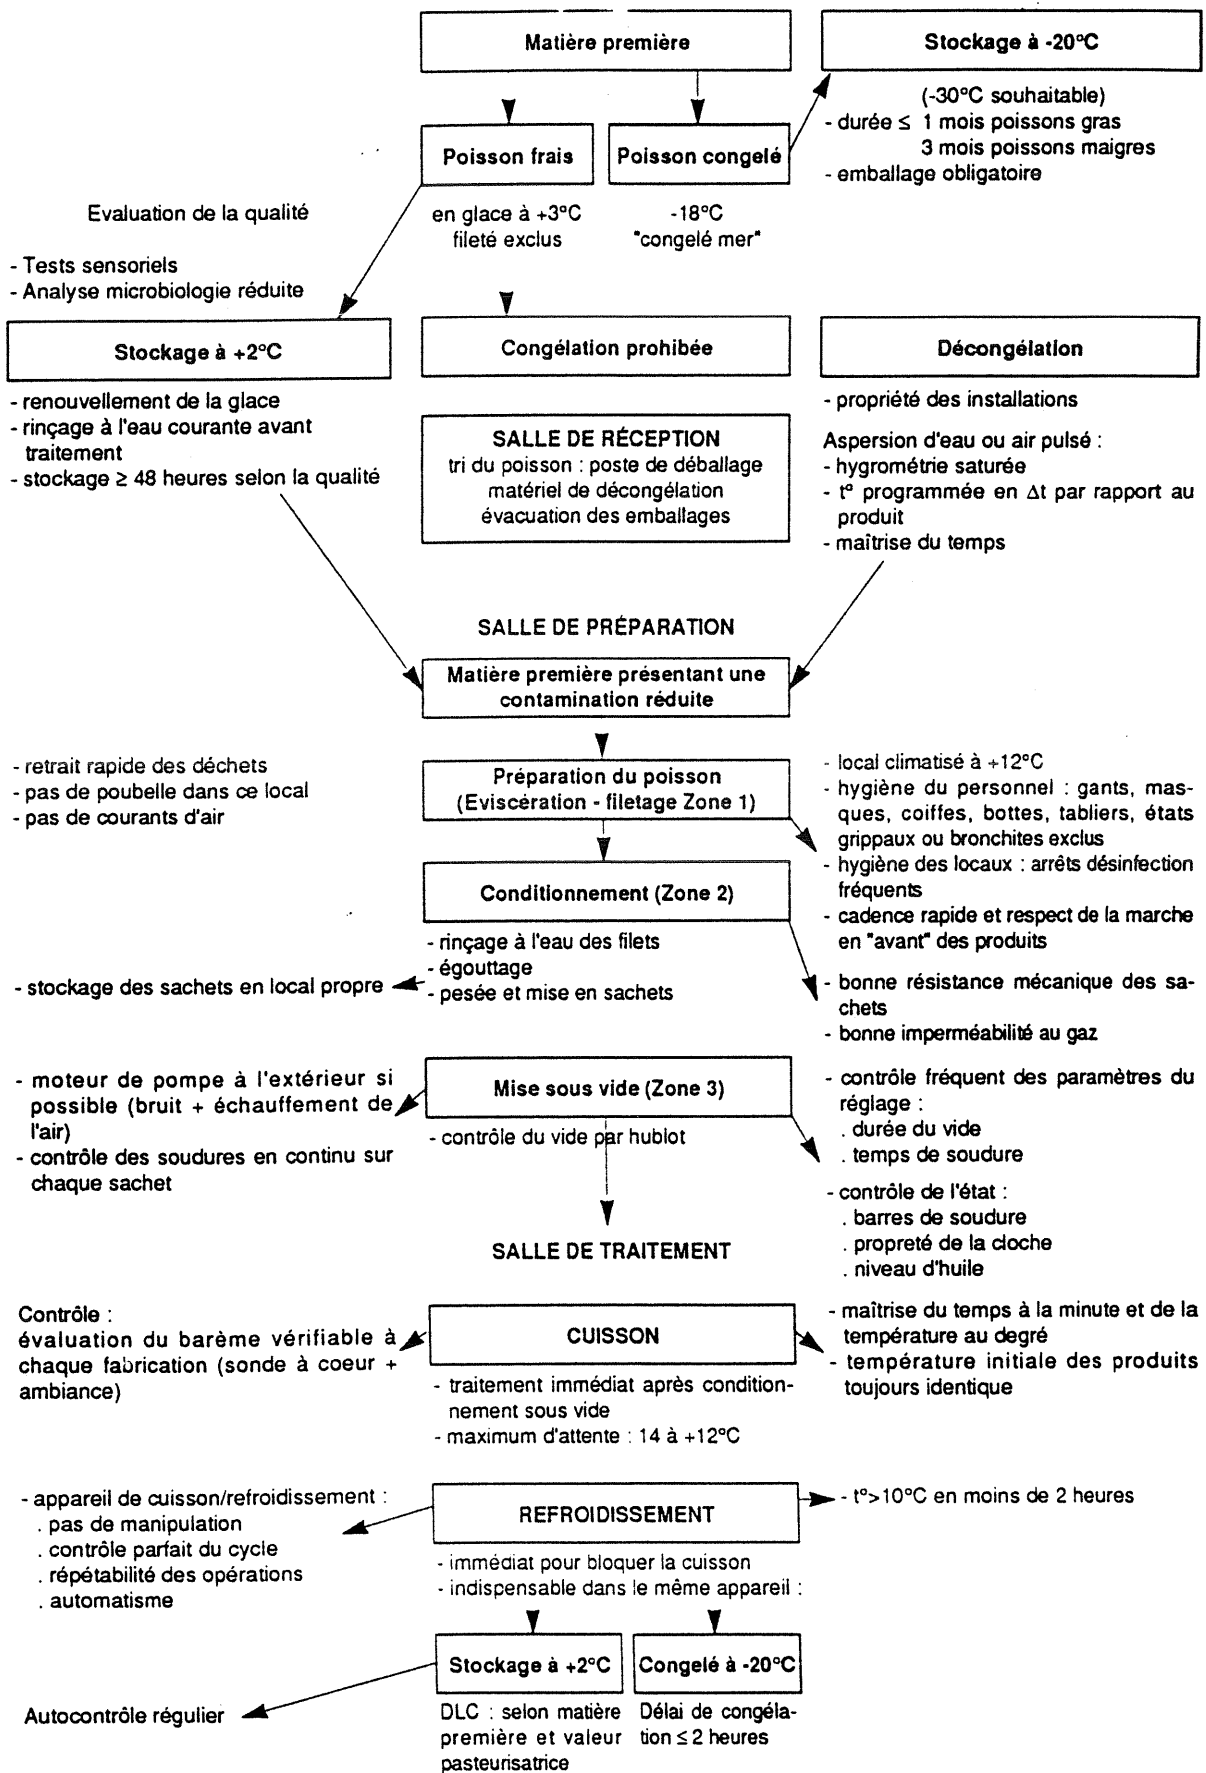 Matière première
Stockage à -20°C
(-30°C souhaitable)
- durée ≤ 1 mois poissons gras
3 mois poissons maigres
- emballage obligatoire
Poisson frais
Poisson congelé
en glace à +3°C
fileté exclus
-18°C
"congelé mer"
Evaluation de la qualité
- Tests sensoriels
- Analyse microbiologie réduite
Stockage à +2°C
Congélation prohibée
Décongélation
- renouvellement de la glace
- rinçage à l'eau courante avant
traitement
- stockage ≥ 48 heures selon la qualité
SALLE DE RÉCEPTION
tri du poisson : poste de déballage
matériel de décongélation
évacuation des emballages
- propriété des installations
Aspersion d'eau ou air pulsé :
- hygrométrie saturée
- t° programmée en Δt par rapport au
produit
- maîtrise du temps
SALLE DE PRÉPARATION
Matière première présentant une
contamination réduite
- retrait rapide des déchets
- pas de poubelle dans ce local
- pas de courants d'air
Préparation du poisson
(Eviscération - filetage Zone 1)
- local climatisé à +12°C
- hygiène du personnel : gants, mas-
ques, coiffes, bottes, tabliers, états
grippaux ou bronchites exclus
- hygiène des locaux : arrêts désinfection
fréquents
- cadence rapide et respect de la marche
en "avant" des produits
Conditionnement (Zone 2)
- rinçage à l'eau des filets
- égouttage
- pesée et mise en sachets
- stockage des sachets en local propre
- bonne résistance mécanique des sa-
chets
- bonne imperméabilité au gaz
- moteur de pompe à l'extérieur si
possible (bruit + échauffement de
l'air)
- contrôle des soudures en continu sur
chaque sachet
Mise sous vide (Zone 3)
- contrôle du vide par hublot
- contrôle fréquent des paramètres du
réglage :
. durée du vide
. temps de soudure
- contrôle de l'état :
. barres de soudure
. propreté de la cloche
. niveau d'huile
SALLE DE TRAITEMENT
Contrôle :
évaluation du barème vérifiable à
chaque fabrication (sonde à coeur +
ambiance)
CUISSON
- traitement immédiat après condition-
nement sous vide
- maximum d'attente : 14 à +12°C
- maîtrise du temps à la minute et de la
température au degré
- température initiale des produits
toujours identique
- appareil de cuisson/refroidissement :
. pas de manipulation
. contrôle parfait du cycle
. répétabilité des opérations
. automatisme
REFROIDISSEMENT
- immédiat pour bloquer la cuisson
- indispensable dans le même appareil :
- t°>10°C en moins de 2 heures
Stockage à +2°C
Congelé à -20°C
Autocontrôle régulier
DLC : selon matière
première et valeur
pasteurisatrice
Délai de congéla-
tion ≤ 2 heures